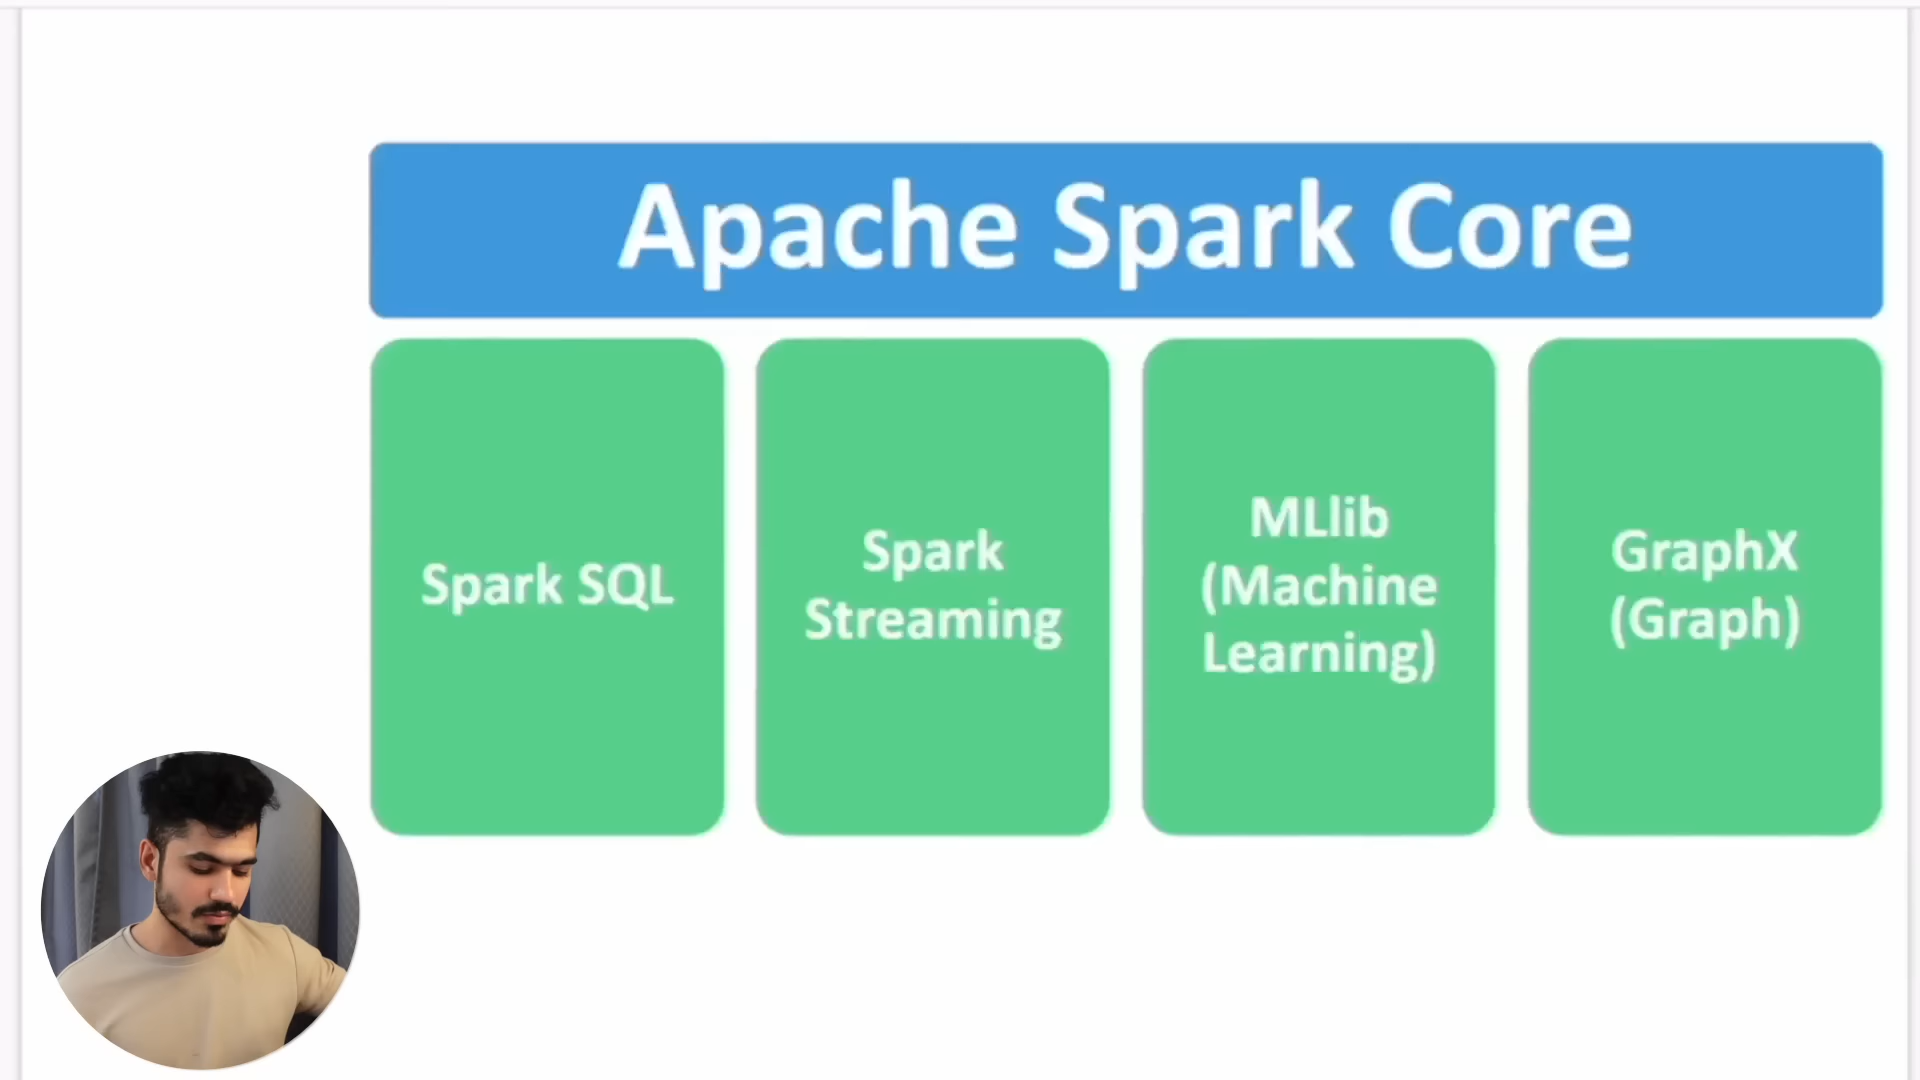 Apache Spark Core
Spark SQL
Spark
Streaming
MLlib
(Machine
Learning)
GraphX
(Graph)